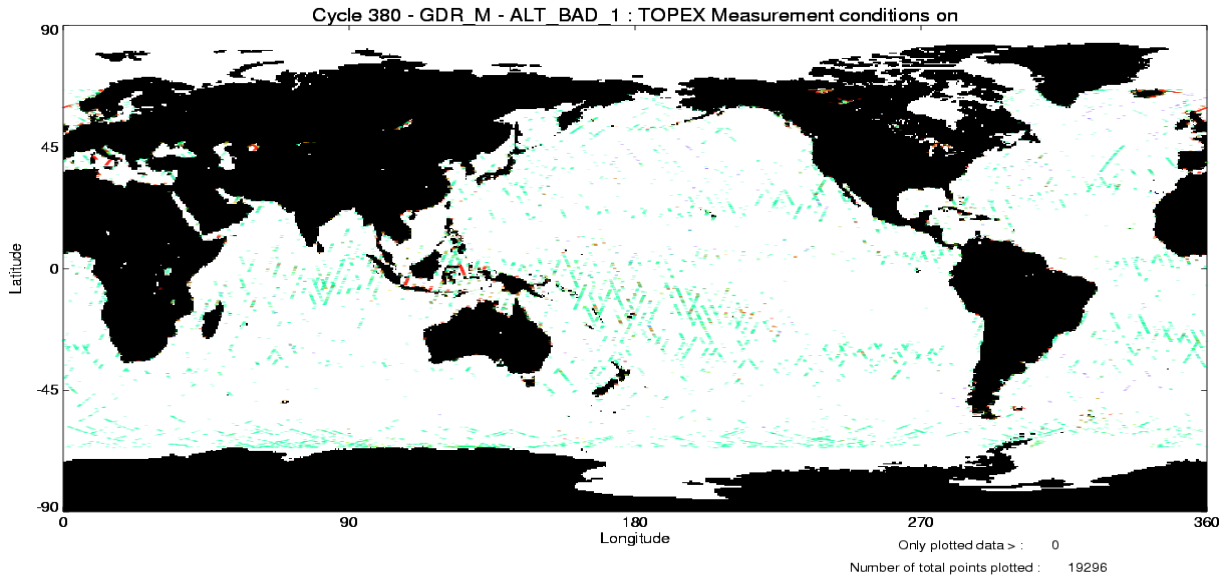 Cycle 380 - GDR_M - ALT_BAD_1 : TOPEX Measurement conditions on
90
45
0
-45
-90
Latitude
0 90 180 270 360
Longitude
Only plotted data > : 0
Number of total points plotted : 19296